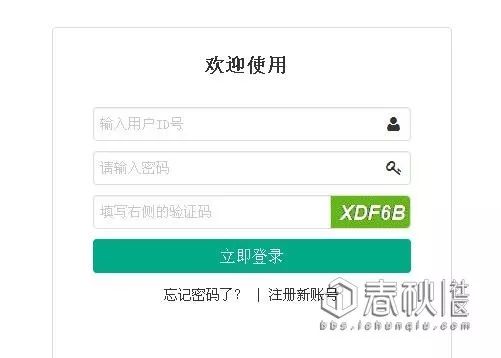 欢迎使用
输入用户ID号
请输入密码
填写右侧的验证码
XDF6B
立即登录
忘记密码了? | 注册新账号
春秋社区
bbs.ichunqiu.com